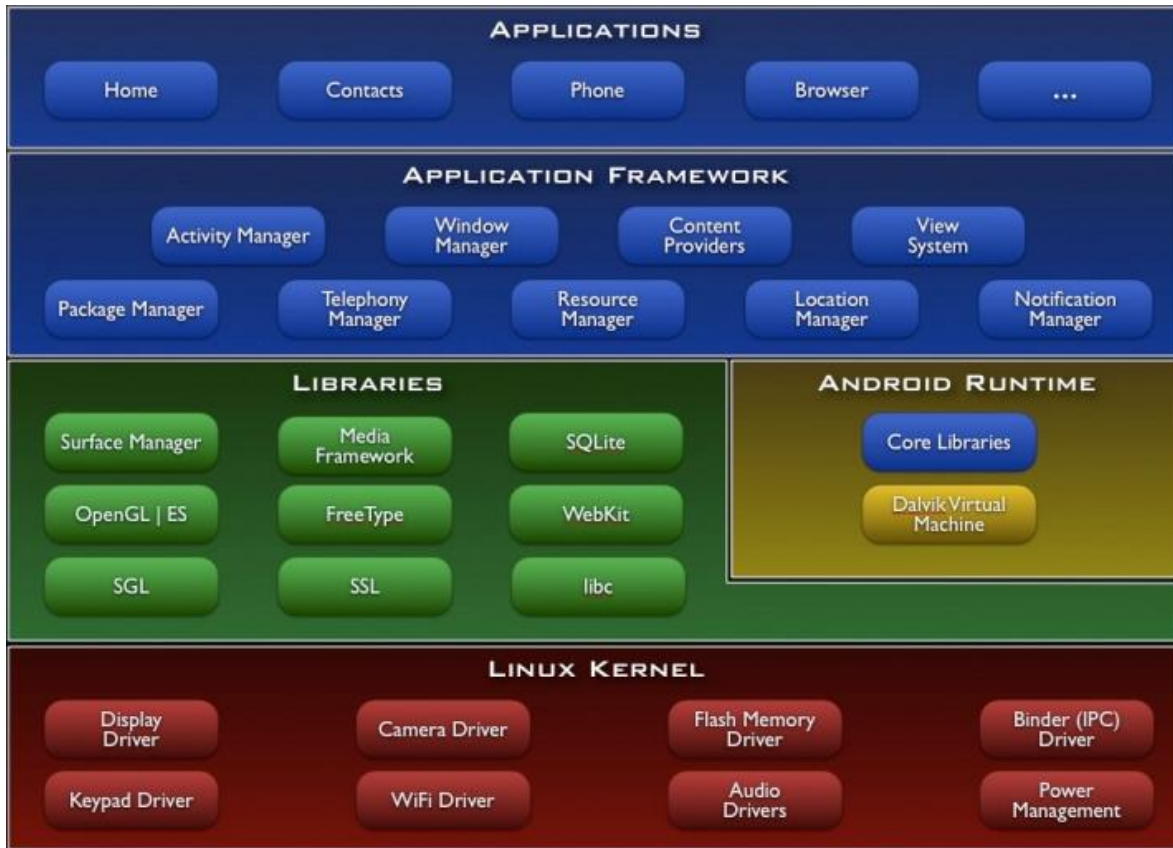 APPLICATIONS
Home
Contacts
Phone
Browser
...
APPLICATION FRAMEWORK
Activity Manager
Window
Manager
Content
Providers
View
System
Package Manager
Telephony
Manager
Resource
Manager
Location
Manager
Notification
Manager
LIBRARIES
Surface Manager
Media
Framework
SQLite
OpenGL | ES
FreeType
WebKit
SGL
SSL
libc
ANDROID RUNTIME
Core Libraries
Dalvik Virtual
Machine
LINUX KERNEL
Display
Driver
Camera Driver
Flash Memory
Driver
Binder (IPC)
Driver
Keypad Driver
WiFi Driver
Audio
Drivers
Power
Management